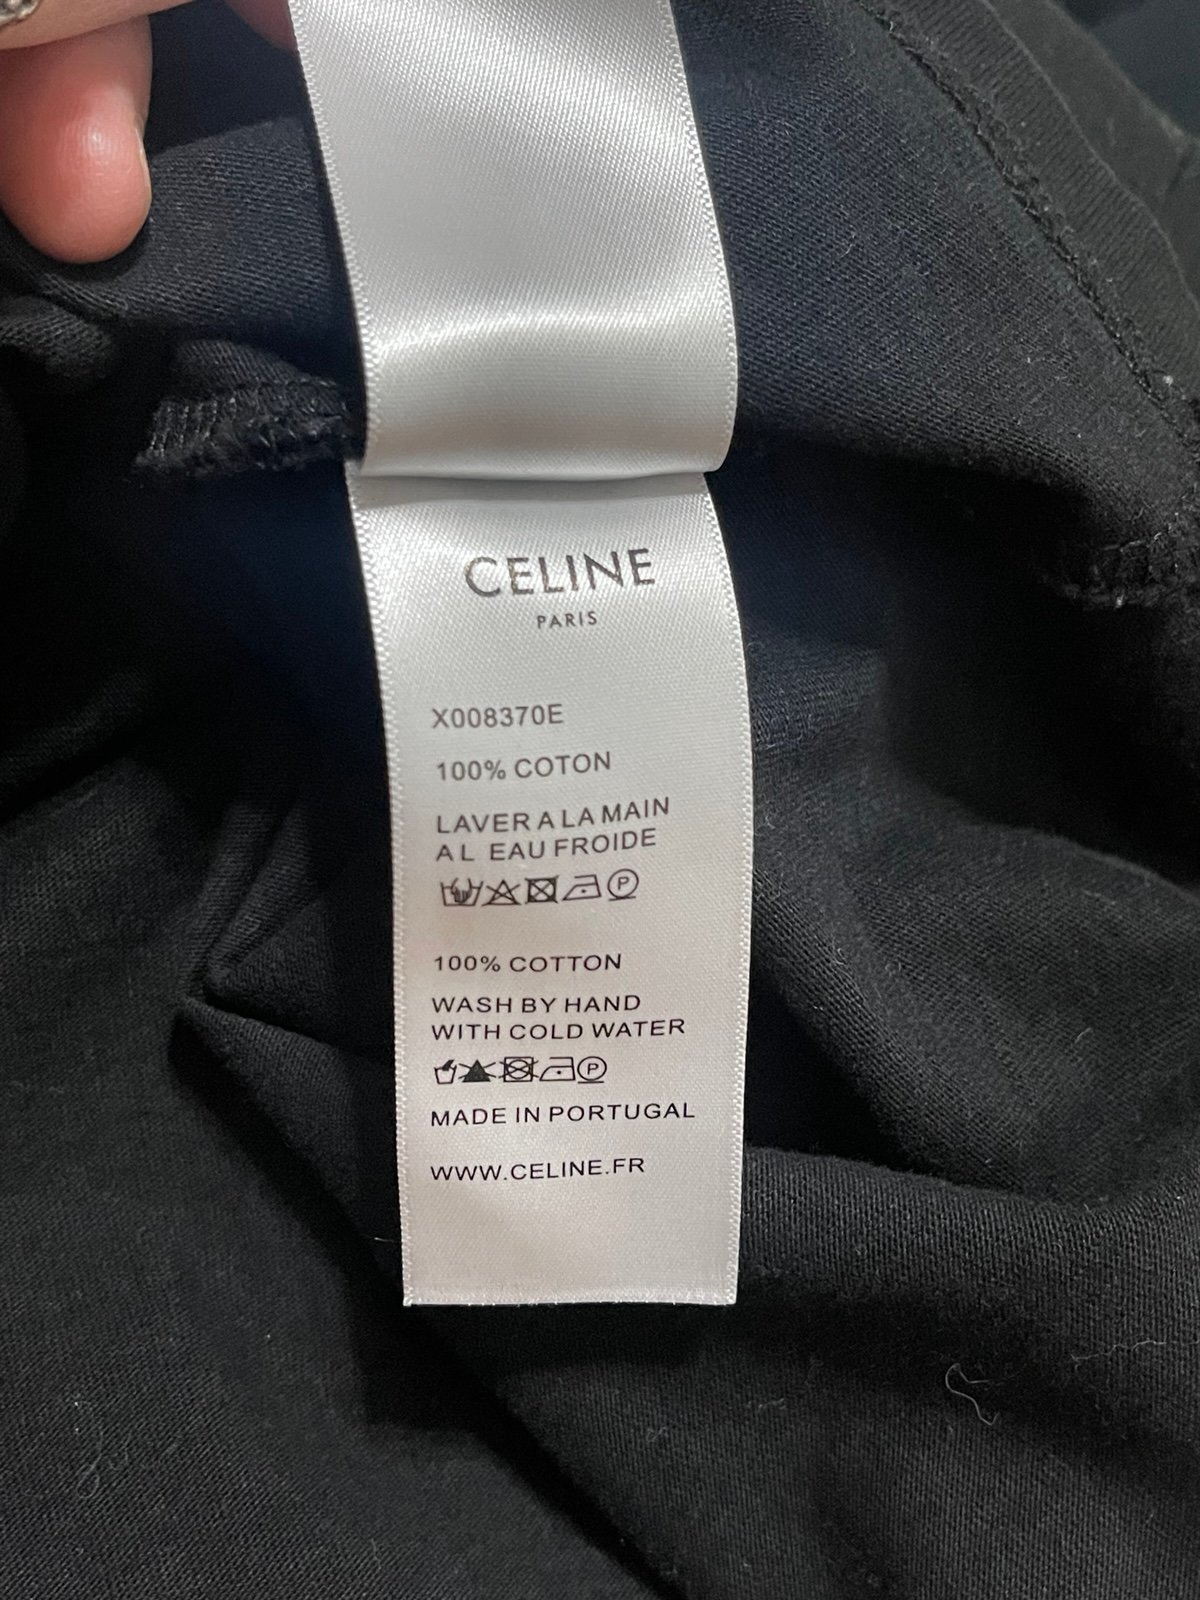 CELINE
PARIS
X008370E
100% COTON
LAVER A LA MAIN
A L EAU FROIDE
P
100% COTTON
WASH BY HAND
WITH COLD WATER
P
MADE IN PORTUGAL
WWW.CELINE.FR